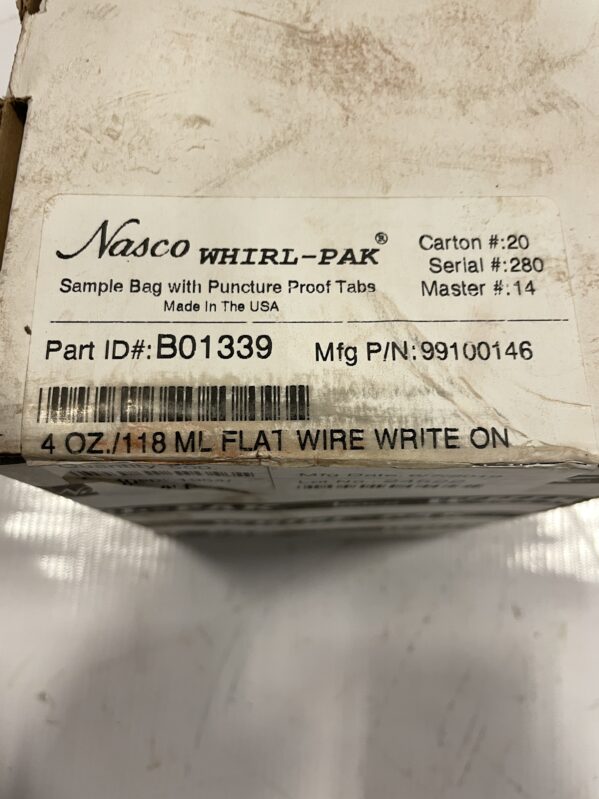 Nasco WHIRL-PAK®
Carton #:20
Serial #:280
Master #:14
Sample Bag with Puncture Proof Tabs
Made In The USA
Part ID#: B01339 Mfg P/N: 99100146
4 OZ./118 ML FLAT WIRE WRITE ON